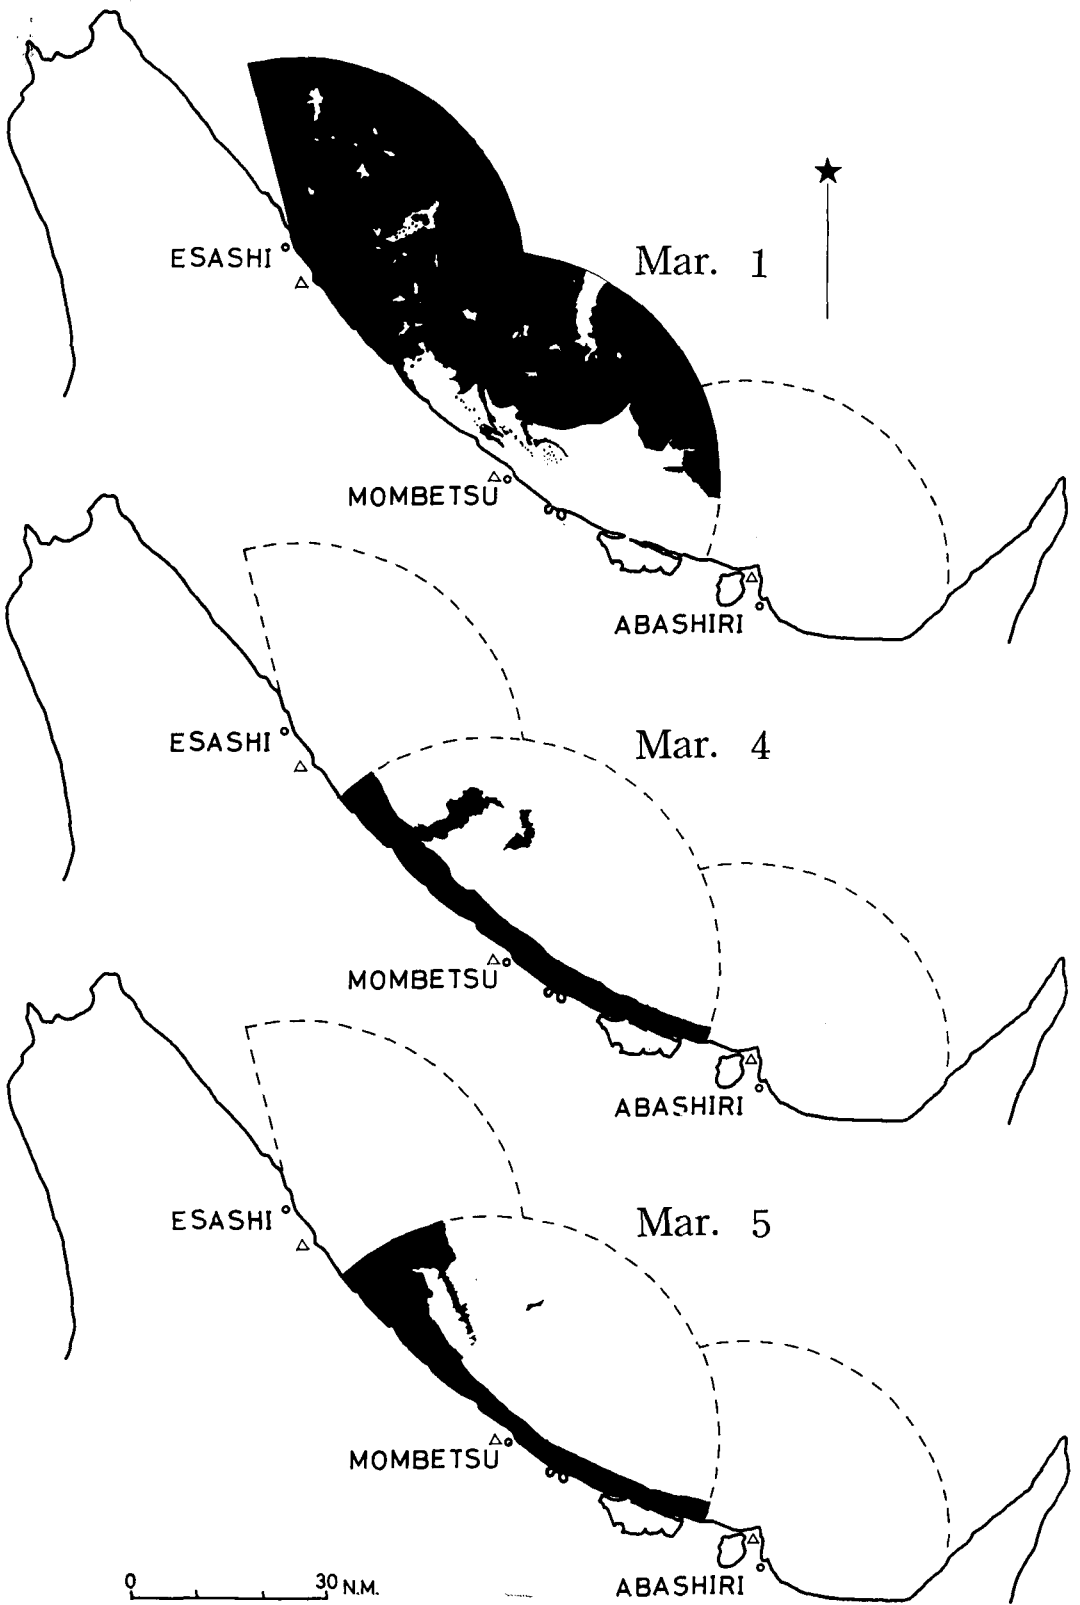 ESASHI
Mar. 1
MOMBETSU
ABASHIRI
ESASHI
Mar. 4
MOMBETSU
ABASHIRI
ESASHI
Mar. 5
MOMBETSU
ABASHIRI
0 30 N.M.